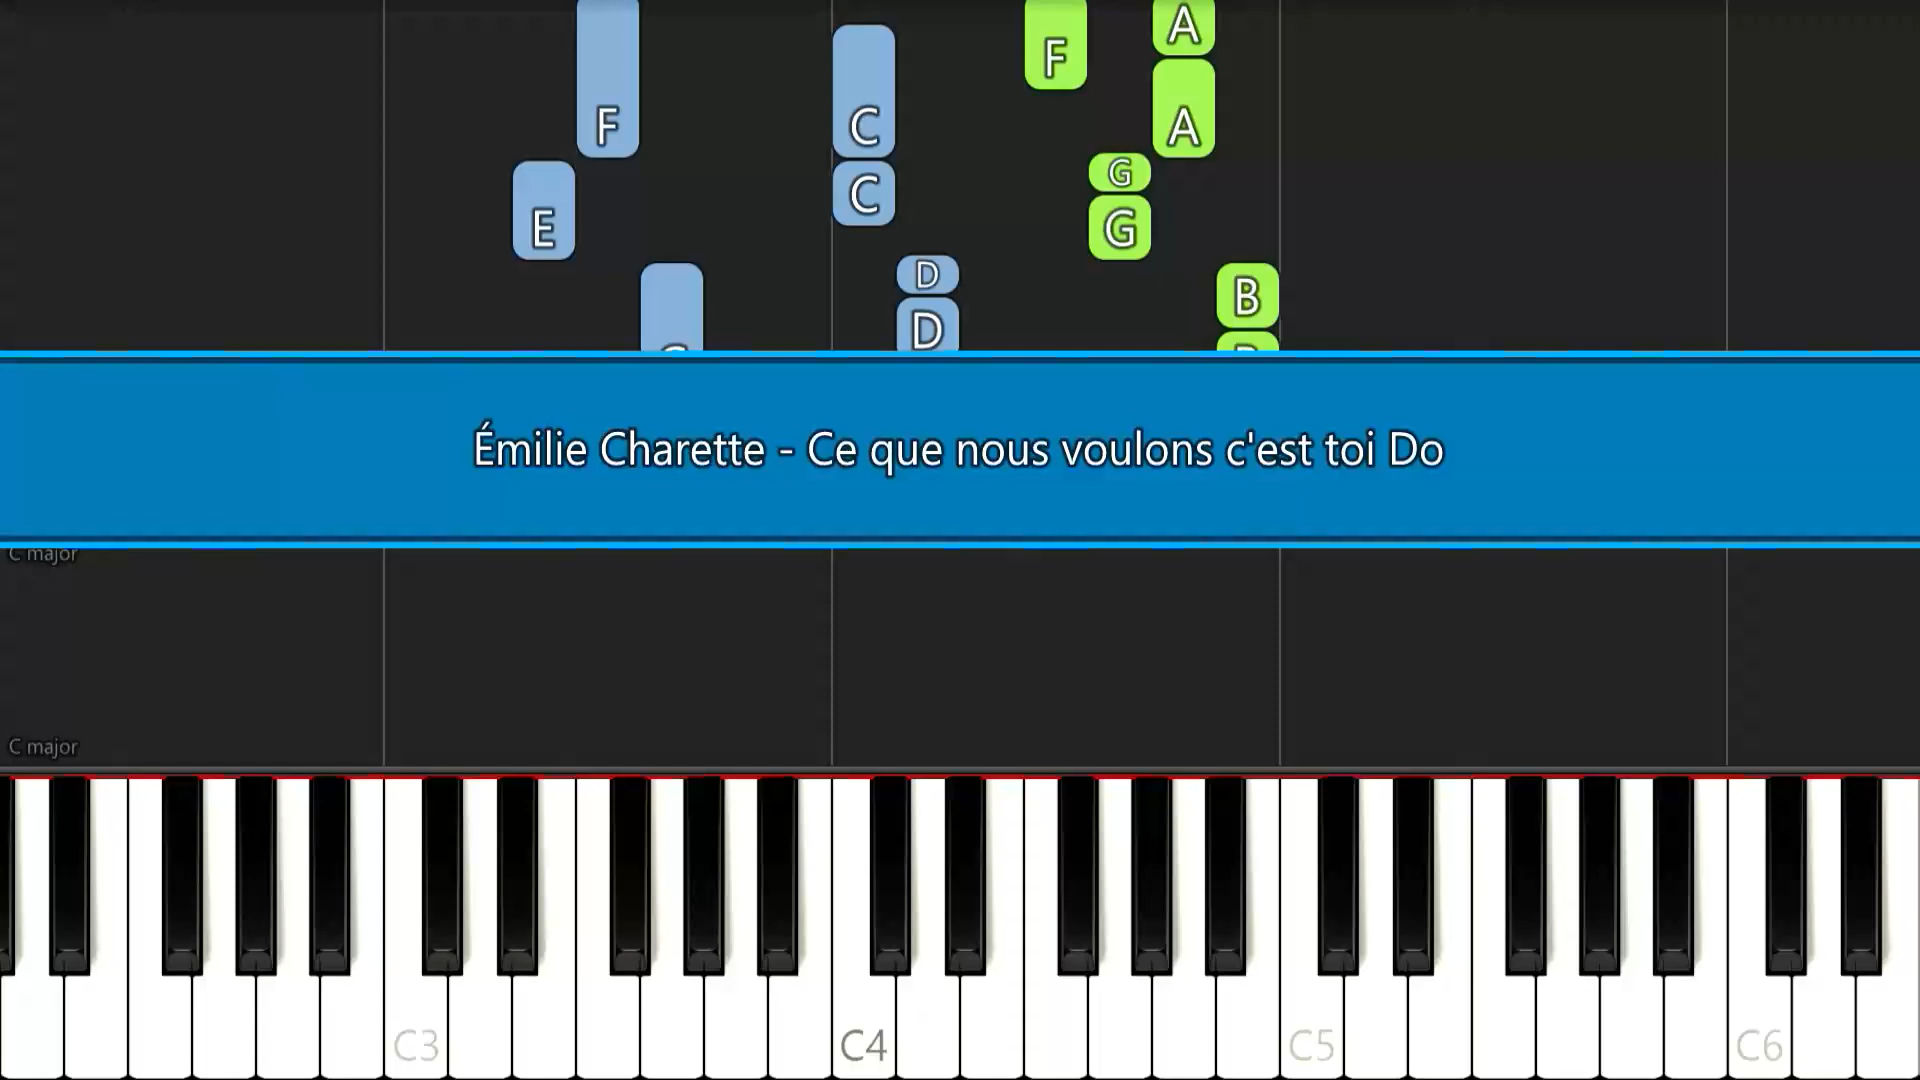 A
F
F
C
A
G
C
E
G
D
B
D
Émilie Charette - Ce que nous voulons c'est toi Do
C major
C major
C3
C4
C5
C6